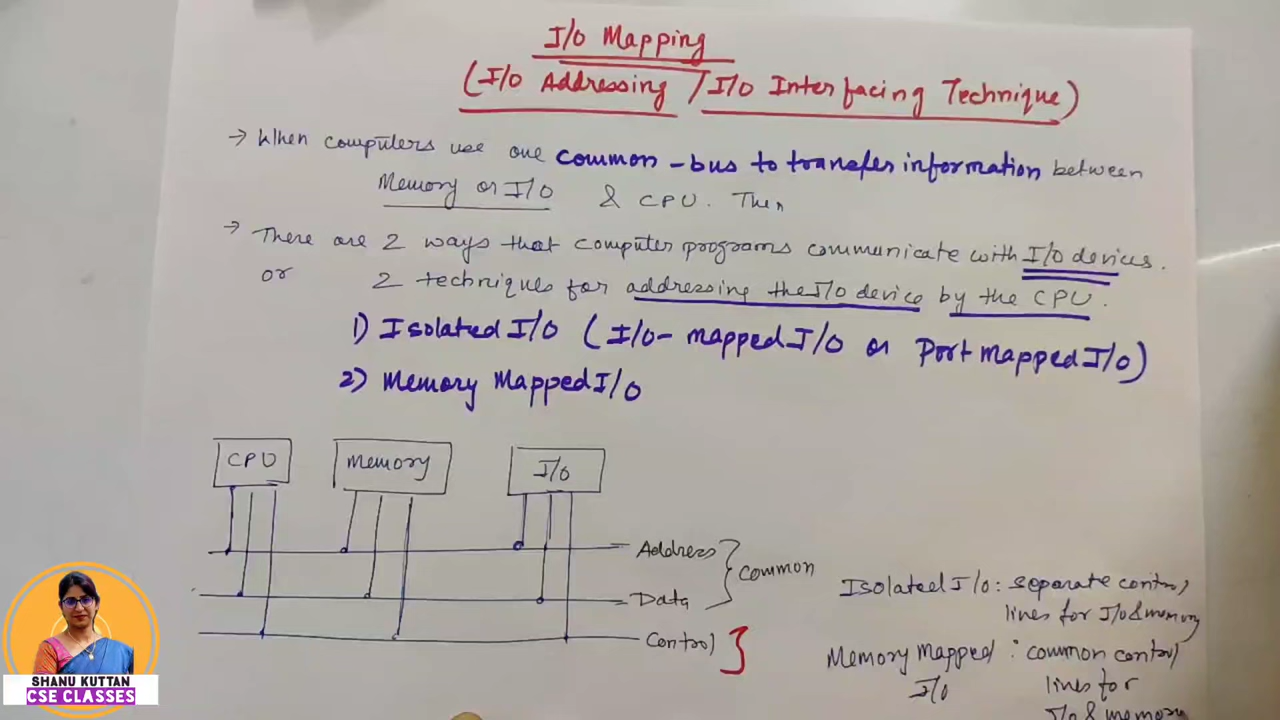 I/O Mapping
(I/O Addressing / I/O Interfacing Technique)
→ When computers use one common-bus to transfer information between
Memory or I/O & CPU. Then
→ There are 2 ways that computer programs communicate with I/O devices.
or 2 techniques for addressing the I/O device by the CPU.
1) Isolated I/O (I/O-mapped I/O or Port mapped I/O)
2) Memory Mapped I/O
CPU
Memory
I/O
Address
Data
common
Control
Isolated I/O: separate control
lines for I/O & memory
Memory Mapped : common control
I/O lines for
I/O & memory
SHANU KUTTAN
CSE CLASSES